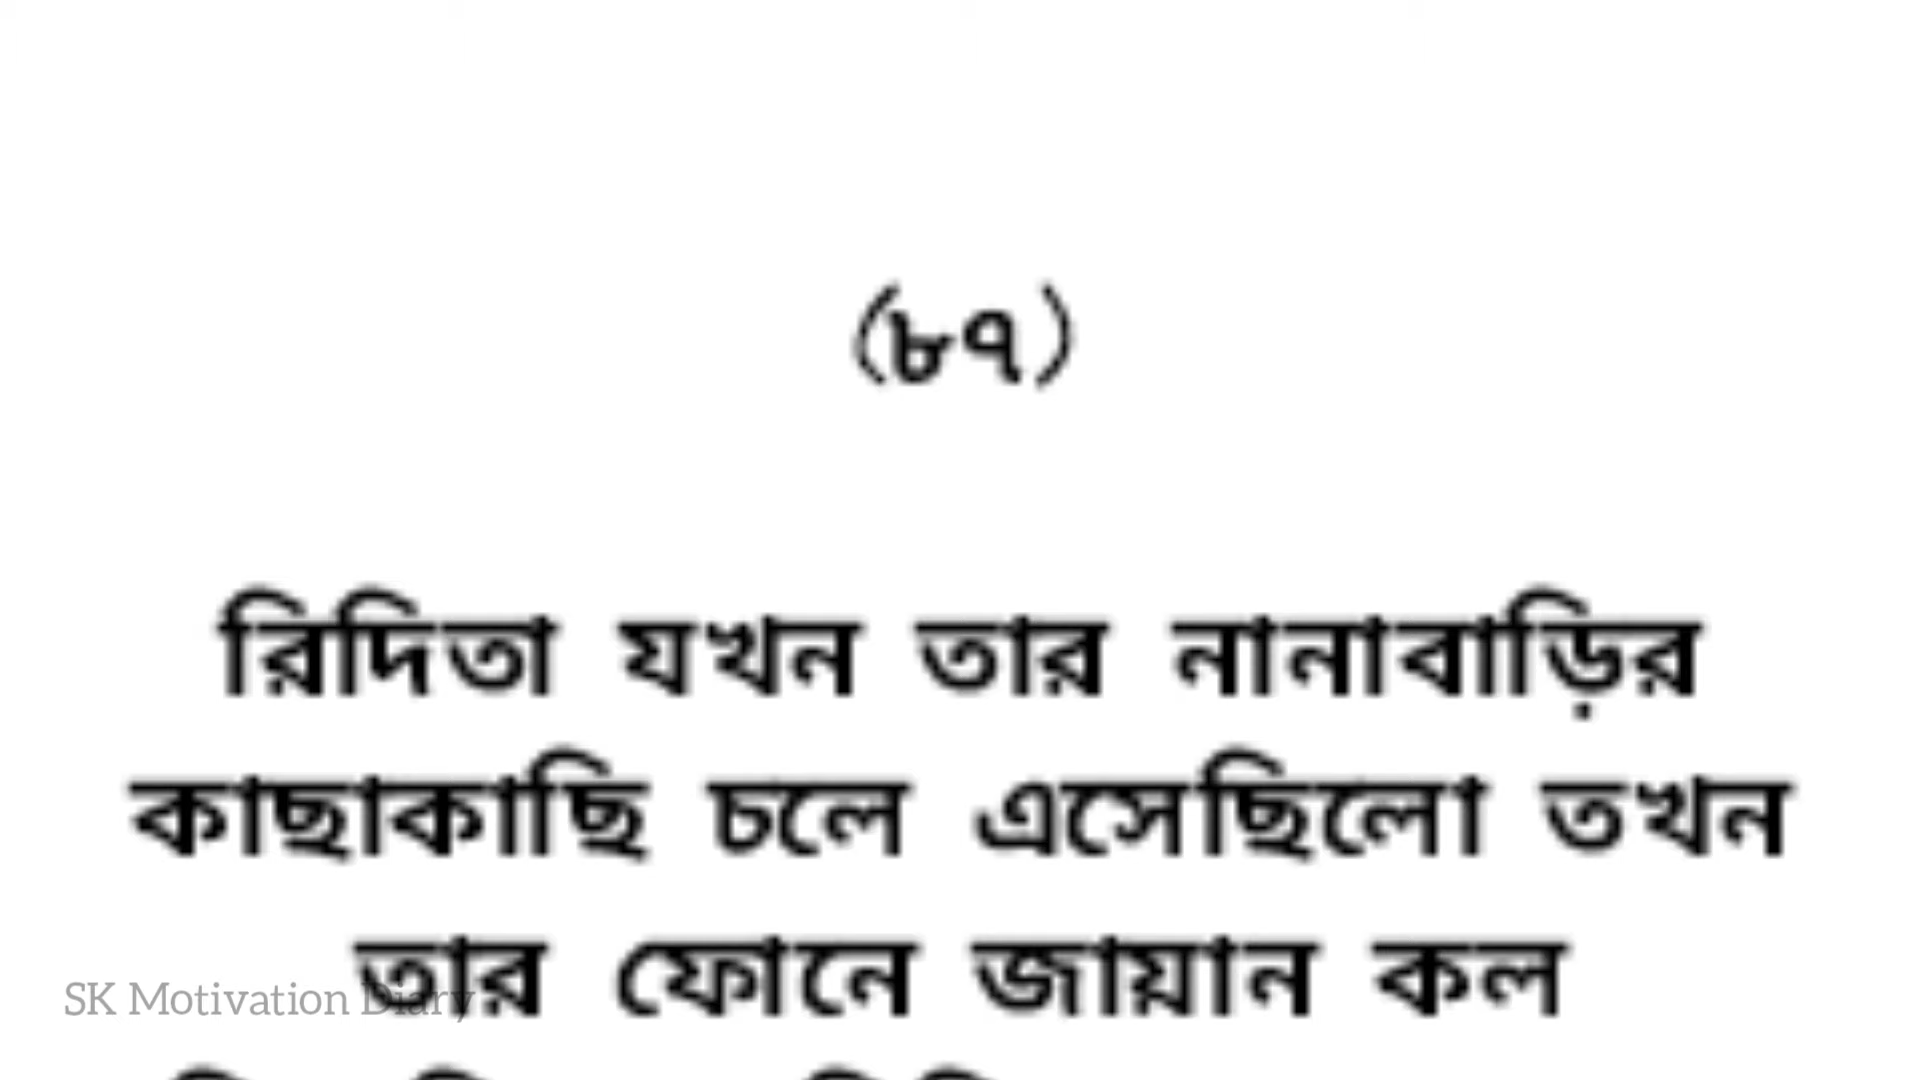 (৮৭)
রিদিতা যখন তার নানাবাড়ির
কাছাকাছি চলে এসেছিলো তখন
তার ফোনে জায়ান কল
SK Motivation Diary